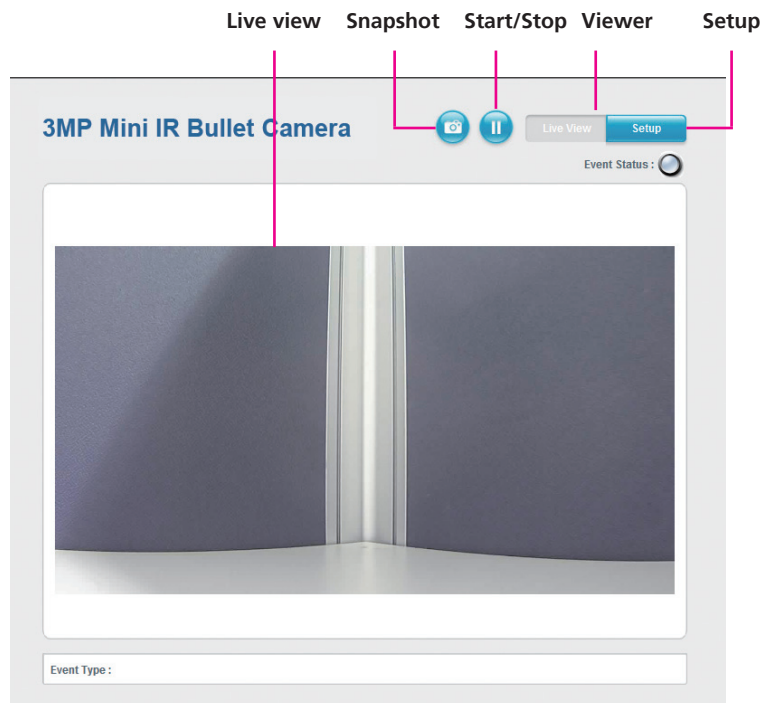 Live view Snapshot Start/Stop Viewer Setup
3MP Mini IR Bullet Camera
Live View Setup
Event Status :
Event Type :